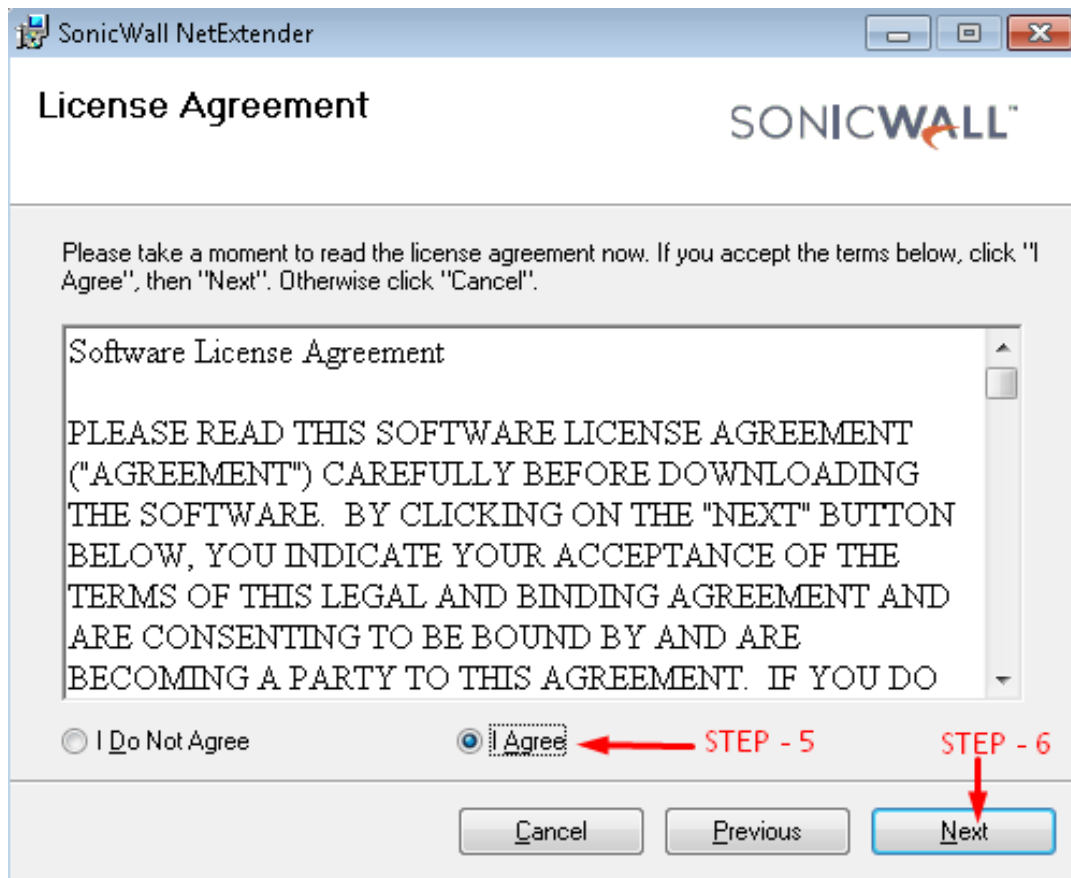 SonicWall NetExtender
License Agreement
SONICWALL™
Please take a moment to read the license agreement now. If you accept the terms below, click "I
Agree", then "Next". Otherwise click "Cancel".
Software License Agreement
PLEASE READ THIS SOFTWARE LICENSE AGREEMENT
("AGREEMENT") CAREFULLY BEFORE DOWNLOADING
THE SOFTWARE.  BY CLICKING ON THE "NEXT" BUTTON
BELOW, YOU INDICATE YOUR ACCEPTANCE OF THE
TERMS OF THIS LEGAL AND BINDING AGREEMENT AND
ARE CONSENTING TO BE BOUND BY AND ARE
BECOMING A PARTY TO THIS AGREEMENT.  IF YOU DO
I Do Not Agree
I Agree
STEP - 5
STEP - 6
Cancel
Previous
Next